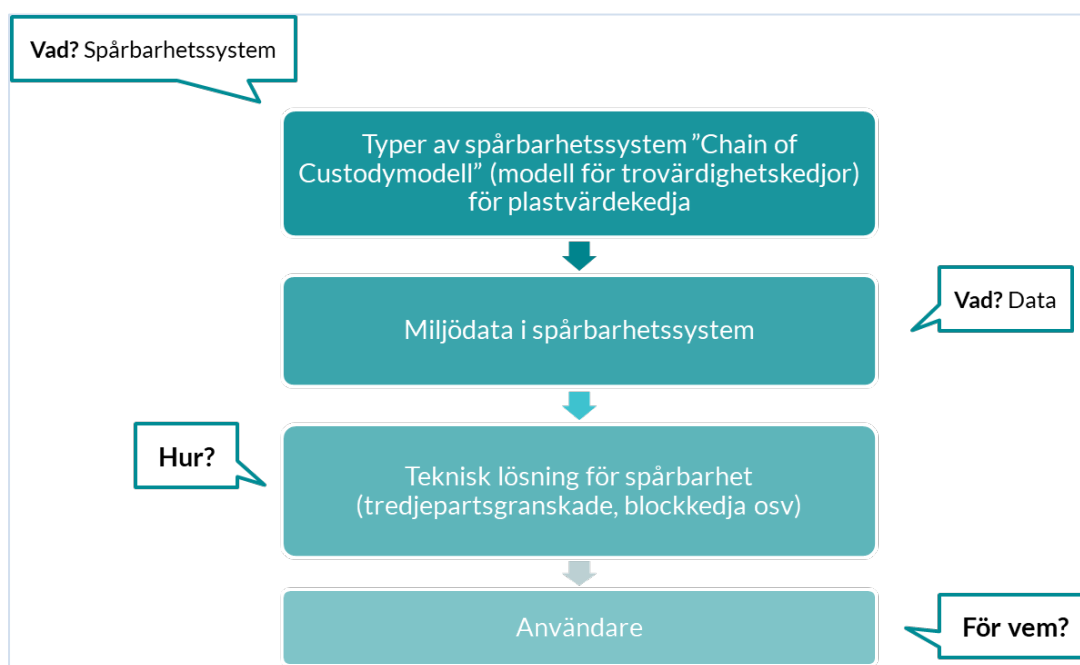 Vad? Spårbarhetssystem
Typer av spårbarhetssystem ”Chain of
Custodymodell” (modell för trovärdighetskedjor)
för plastvärdekedja
Miljödata i spårbarhetssystem
Vad? Data
Hur?
Teknisk lösning för spårbarhet
(tredjepartsgranskade, blockkedja osv)
Användare
För vem?